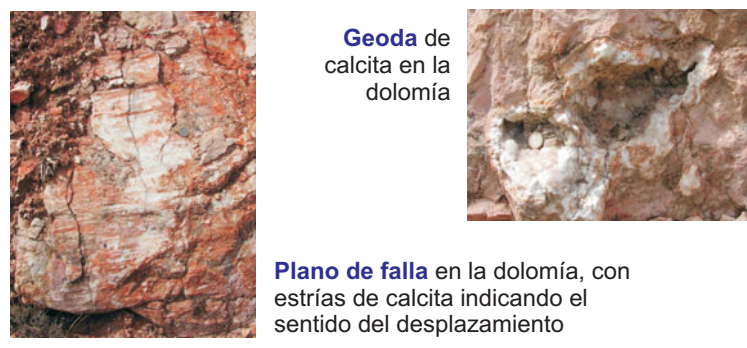 Geoda de
calcita en la
dolomía
Plano de falla en la dolomía, con
estrías de calcita indicando el
sentido del desplazamiento